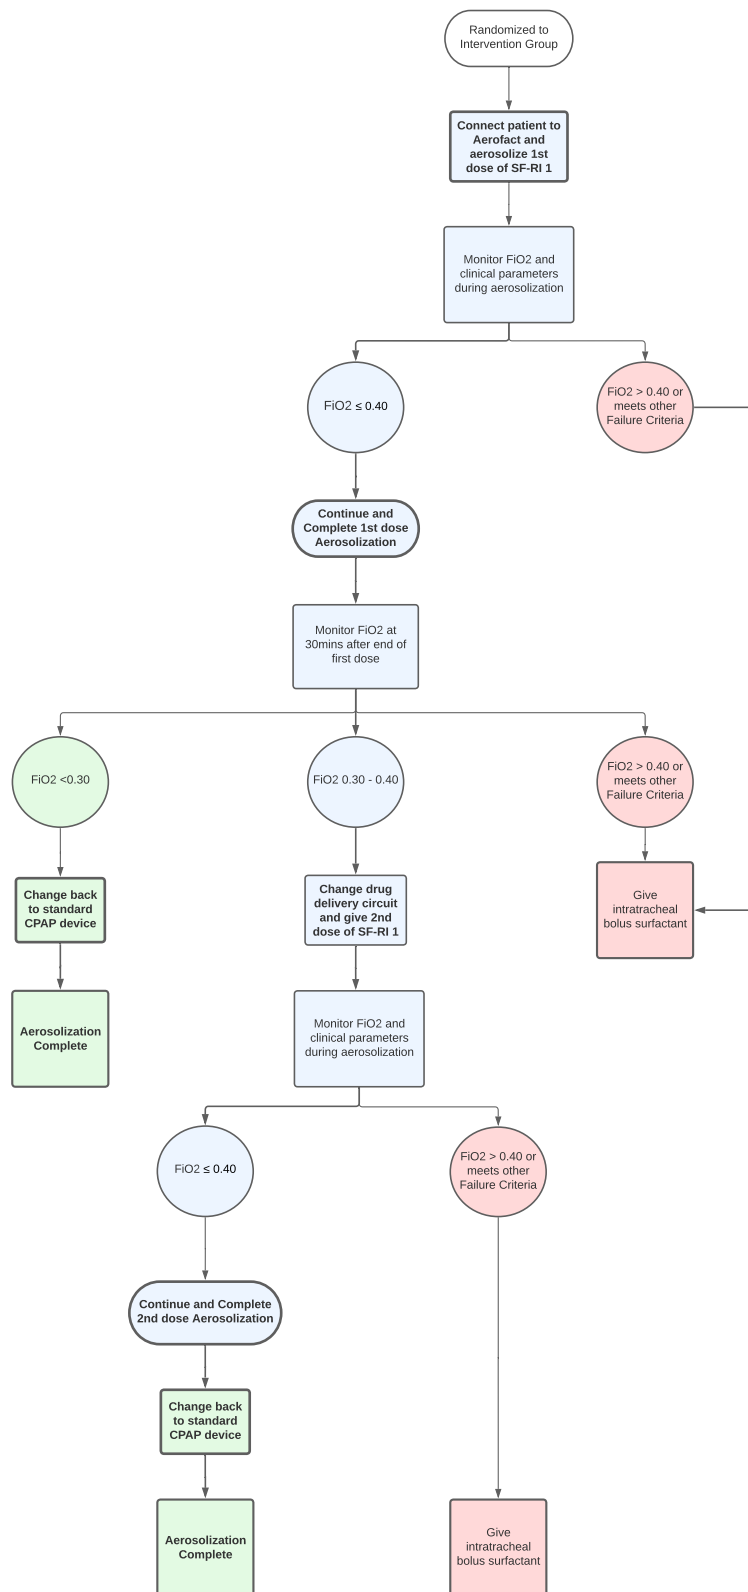 Randomized to
Intervention Group
Connect patient to
Aerofact and
aerosolize 1st
dose of SF-RI 1
Monitor FiO2 and
clinical parameters
during aerosolization
FiO2 ≤ 0.40
FiO2 > 0.40 or
meets other
Failure Criteria
Continue and
Complete 1st dose
Aerosolization
Monitor FiO2 at
30mins after end of
first dose
FiO2 <0.30
FiO2 0.30 - 0.40
FiO2 > 0.40 or
meets other
Failure Criteria
Change back
to standard
CPAP device
Change drug
delivery circuit
and give 2nd
dose of SF-RI 1
Give
intratracheal
bolus surfactant
Aerosolization
Complete
Monitor FiO2 and
clinical parameters
during aerosolization
FiO2 ≤ 0.40
FiO2 > 0.40 or
meets other
Failure Criteria
Continue and Complete
2nd dose Aerosolization
Change back
to standard
CPAP device
Aerosolization
Complete
Give
intratracheal
bolus surfactant